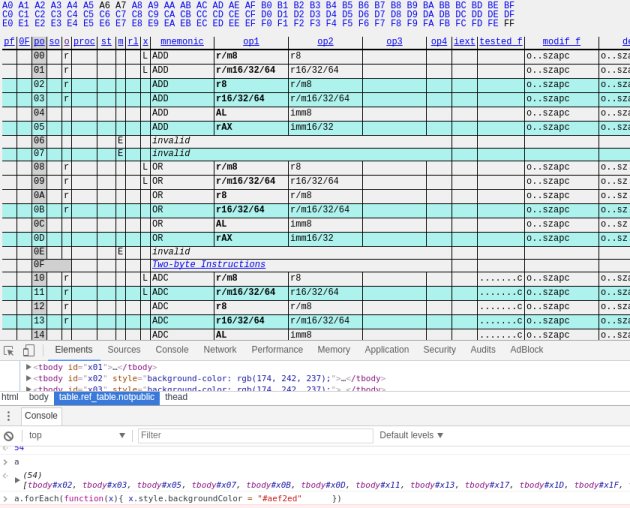 A0 A1 A2 A3 A4 A5 A6 A7 A8 A9 AA AB AC AD AE AF B0 B1 B2 B3 B4 B5 B6 B7 B8 B9 BA BB BC BD BE BF
C0 C1 C2 C3 C4 C5 C6 C7 C8 C9 CA CB CC CD CE CF D0 D1 D2 D3 D4 D5 D6 D7 D8 D9 DA DB DC DD DE DF
E0 E1 E2 E3 E4 E5 E6 E7 E8 E9 EA EB EC ED EE EF F0 F1 F2 F3 F4 F5 F6 F7 F8 F9 FA FB FC FD FE FF
pf 0F po so o proc st m rl x mnemonic op1 op2 op3 op4 iext tested f modif f de
00 r L ADD r/m8 r8 o..szapc o..sza
01 r L ADD r/m16/32/64 r16/32/64 o..szapc o..sza
02 r ADD r8 r/m8 o..szapc o..sza
03 r ADD r16/32/64 r/m16/32/64 o..szapc o..sza
04 ADD AL imm8 o..szapc o..sza
05 ADD rAX imm16/32 o..szapc o..sza
06 E invalid
07 E invalid
08 r L OR r/m8 r8 o..szapc o..sz
09 r L OR r/m16/32/64 r16/32/64 o..szapc o..sz
0A r OR r8 r/m8 o..szapc o..sz
0B r OR r16/32/64 r/m16/32/64 o..szapc o..sz
0C OR AL imm8 o..szapc o..sz
0D OR rAX imm16/32 o..szapc o..sz
0E E invalid
0F Two-byte Instructions
10 r L ADC r/m8 r8 .......c o..szapc o..sza
11 r L ADC r/m16/32/64 r16/32/64 .......c o..szapc o..sza
12 r ADC r8 r/m8 .......c o..szapc o..sza
13 r ADC r16/32/64 r/m16/32/64 .......c o..szapc o..sza
14 ADC AL imm8 .......c o..szapc o..sza
Elements Sources Console Network Performance Memory Application Security Audits AdBlock
<tbody id="x01">…</tbody>
<tbody id="x02" style="background-color: rgb(174, 242, 237);">…</tbody>
<tbody id="x03" style="background-color: rgb(174, 242, 237);">…</tbody>
html body table.ref_table.notpublic thead
Console
top Filter Default levels
54
a
(54)
[tbody#x02, tbody#x03, tbody#x05, tbody#x07, tbody#x0B, tbody#x0D, tbody#x11, tbody#x13, tbody#x17, tbody#x1D, tbody#x1F,
a.forEach(function(x){ x.style.backgroundColor = "#aef2ed" })